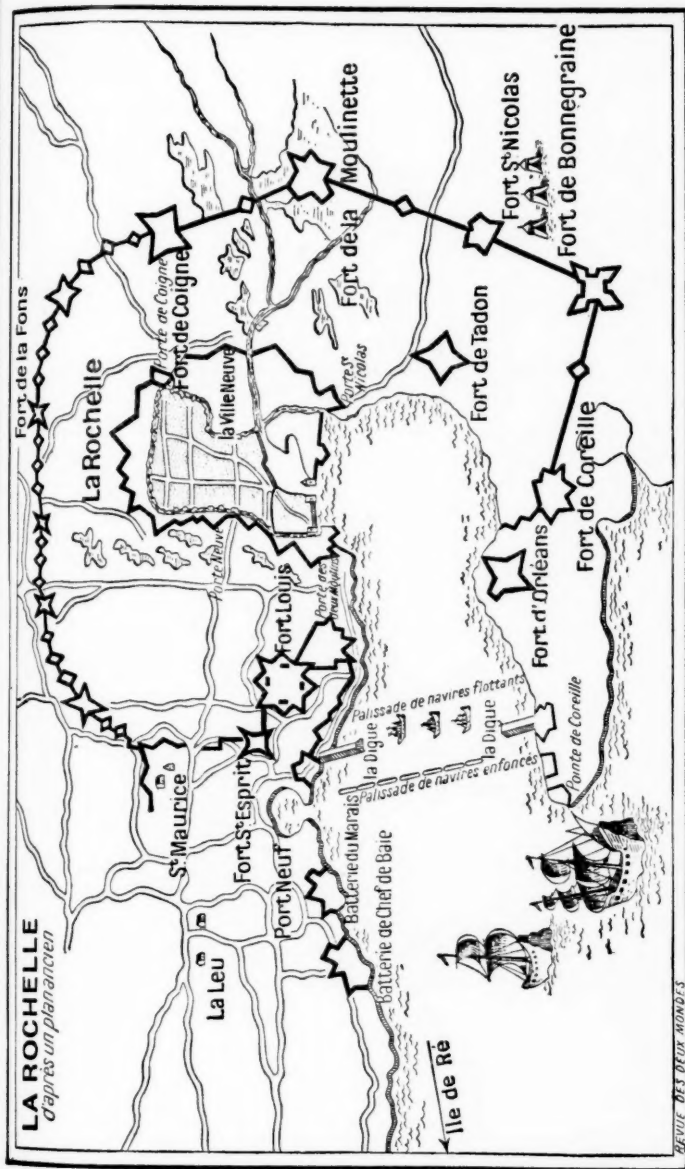 LA ROCHELLE
d'après un plan ancien
Fort de la Fons
La Rochelle
Porte de Coigne
Fort de Coigne
la Ville Neuve
Porte Neuve
Fort de la
Moulinette
St Maurice
Fort St Esprit
Fort Louis
Porte des deux Moulins
Porte St
Nicolas
La Leu
Port Neuf
Batterie du Marais
la Digue
Palissade de navires flottants
Palissade de navires enfoncés
la Digue
Batterie de Chef de Baie
Fort de Tadon
Fort St Nicolas
Fort de Bonnegraine
Fort d'Orléans
Fort de Coreille
Pointe de Coreille
Ile de Ré
REVUE DES DEUX MONDES